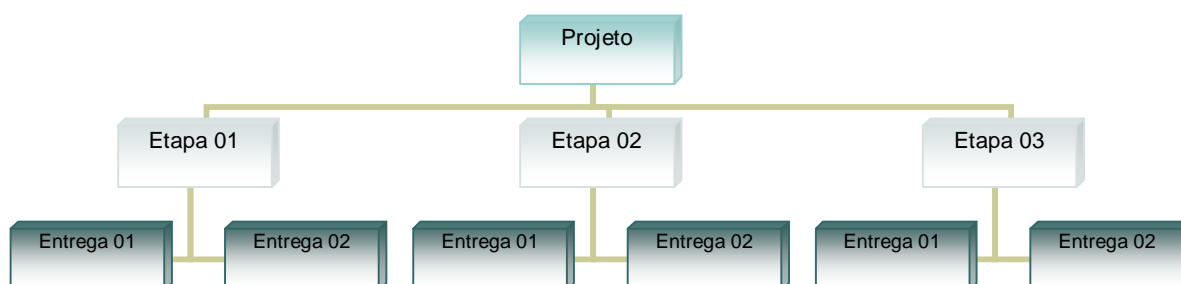 Projeto
Etapa 01
Etapa 02
Etapa 03
Entrega 01
Entrega 02
Entrega 01
Entrega 02
Entrega 01
Entrega 02